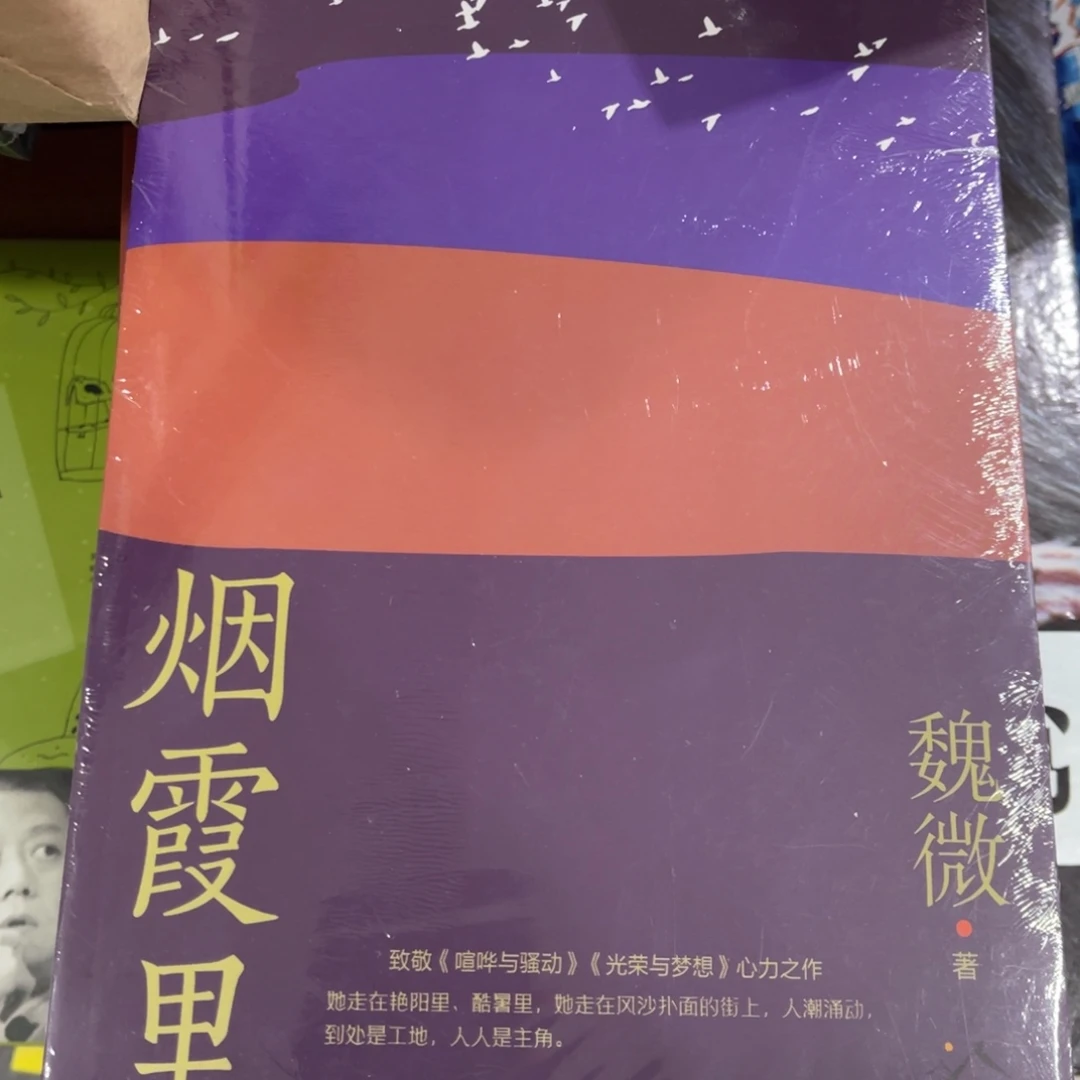 烟霞里
魏微
著
致敬《喧哗与骚动》《光荣与梦想》心力之作
她走在艳阳里、酷暑里，她走在风沙扑面的街上，人潮涌动，
到处是工地，人人是主角。